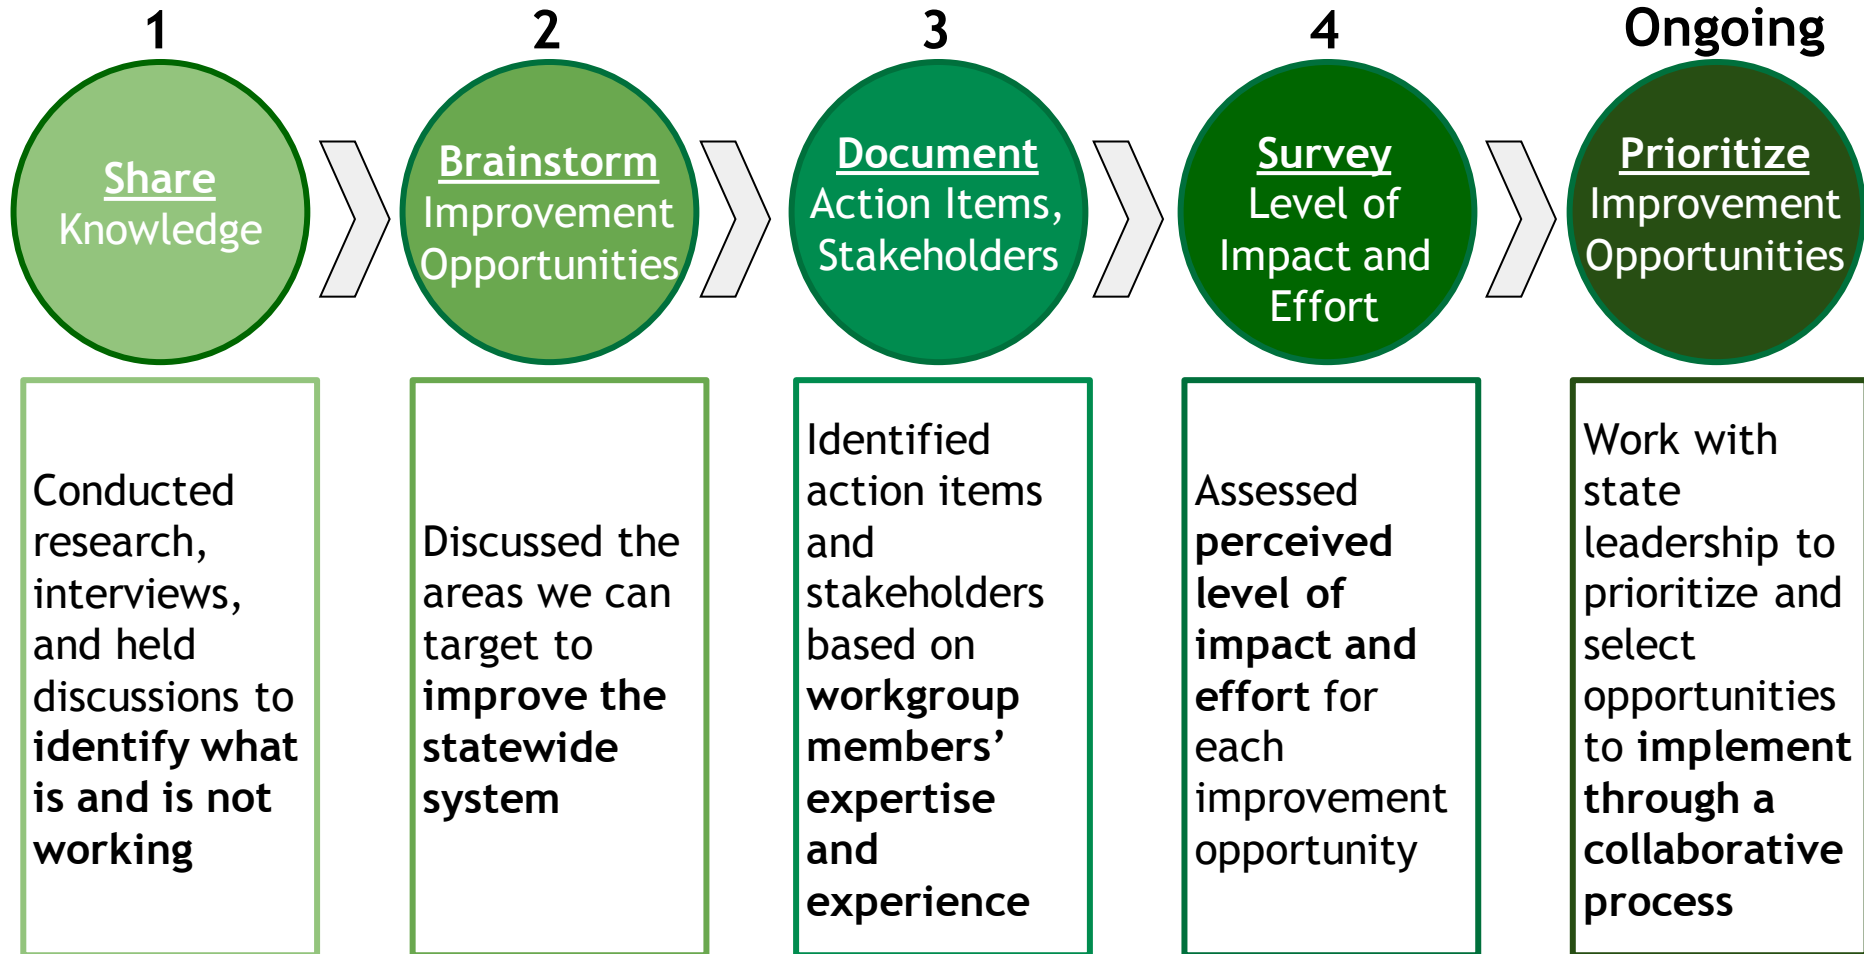 1
Share
Knowledge
Conducted
research,
interviews,
and held
discussions to
identify what
is and is not
working
2
Brainstorm
Improvement
Opportunities
Discussed the
areas we can
target to
improve the
statewide
system
3
Document
Action Items,
Stakeholders
Identified
action items
and
stakeholders
based on
workgroup
members’
expertise
and
experience
4
Survey
Level of
Impact and
Effort
Assessed
perceived
level of
impact and
effort for
each
improvement
opportunity
Ongoing
Prioritize
Improvement
Opportunities
Work with
state
leadership to
prioritize and
select
opportunities
to implement
through a
collaborative
process